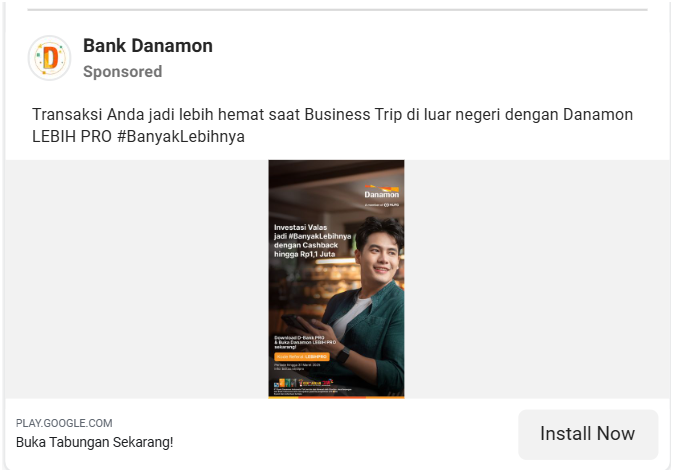 Bank Danamon
Sponsored
Transaksi Anda jadi lebih hemat saat Business Trip di luar negeri dengan Danamon
LEBIH PRO #BanyakLebihnya
Danamon
Investasi Valas
jadi #BanyakLebihnya
dengan Cashback
hingga Rp1,1 Juta
Download D-Bank PRO
& Buka Danamon LEBIH PRO
sekarang!
PLAY.GOOGLE.COM
Buka Tabungan Sekarang!
Install Now